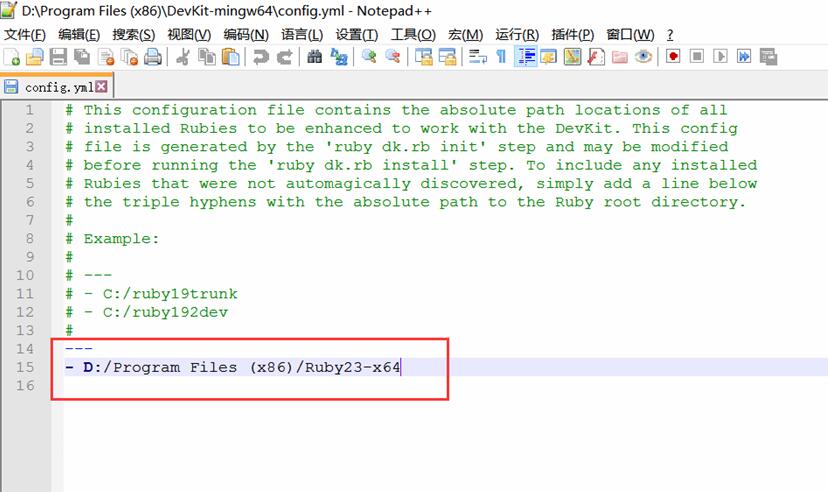 D:\Program Files (x86)\DevKit-mingw64\config.yml - Notepad++
文件(F) 编辑(E) 搜索(S) 视图(V) 编码(N) 语言(L) 设置(T) 工具(O) 宏(M) 运行(R) 插件(P) 窗口(W) ?
config.yml
1 # This configuration file contains the absolute path locations of all
2 # installed Rubies to be enhanced to work with the DevKit. This config
3 # file is generated by the 'ruby dk.rb init' step and may be modified
4 # before running the 'ruby dk.rb install' step. To include any installed
5 # Rubies that were not automagically discovered, simply add a line below
6 # the triple hyphens with the absolute path to the Ruby root directory.
7 #
8 # Example:
9 #
10 # ---
11 # - C:/ruby19trunk
12 # - C:/ruby192dev
13 #
14 ---
15 - D:/Program Files (x86)/Ruby23-x64
16